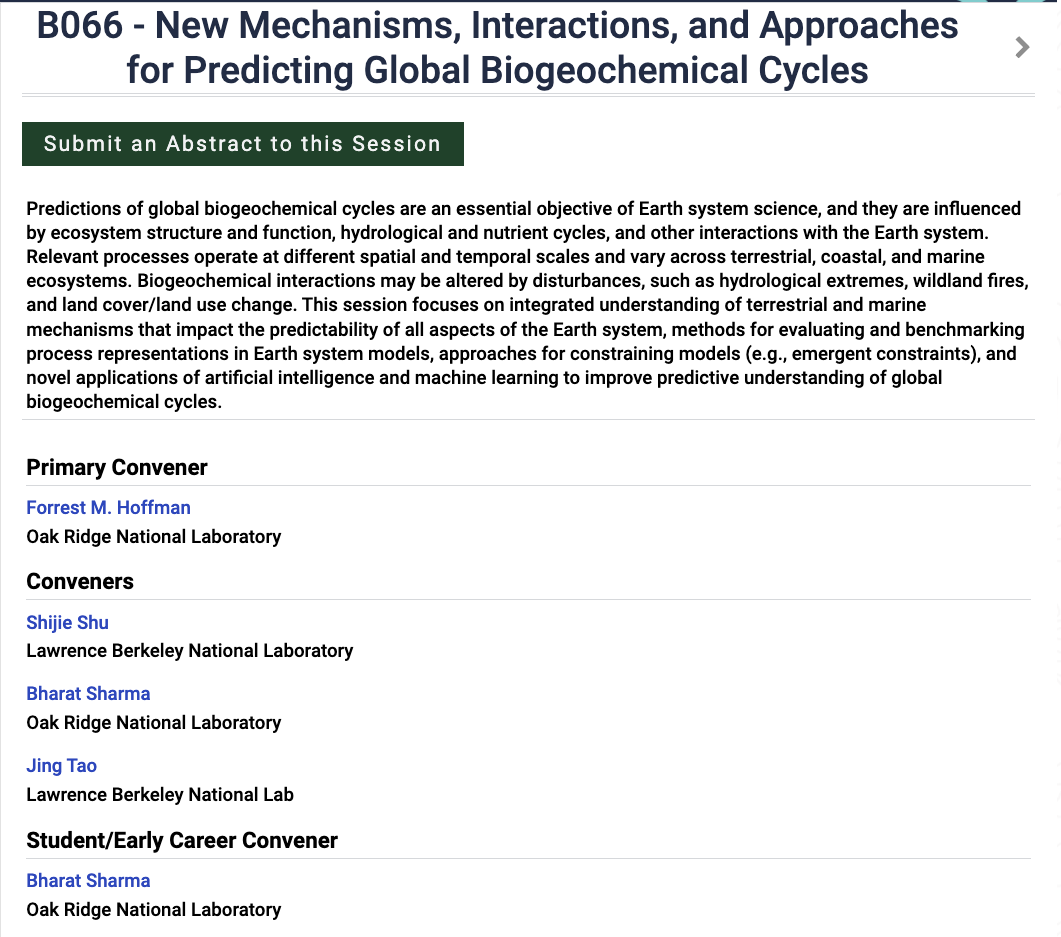 B066 - New Mechanisms, Interactions, and Approaches
for Predicting Global Biogeochemical Cycles
Submit an Abstract to this Session
Predictions of global biogeochemical cycles are an essential objective of Earth system science, and they are influenced
by ecosystem structure and function, hydrological and nutrient cycles, and other interactions with the Earth system.
Relevant processes operate at different spatial and temporal scales and vary across terrestrial, coastal, and marine
ecosystems. Biogeochemical interactions may be altered by disturbances, such as hydrological extremes, wildland fires,
and land cover/land use change. This session focuses on integrated understanding of terrestrial and marine
mechanisms that impact the predictability of all aspects of the Earth system, methods for evaluating and benchmarking
process representations in Earth system models, approaches for constraining models (e.g., emergent constraints), and
novel applications of artificial intelligence and machine learning to improve predictive understanding of global
biogeochemical cycles.
Primary Convener
Forrest M. Hoffman
Oak Ridge National Laboratory
Conveners
Shijie Shu
Lawrence Berkeley National Laboratory
Bharat Sharma
Oak Ridge National Laboratory
Jing Tao
Lawrence Berkeley National Lab
Student/Early Career Convener
Bharat Sharma
Oak Ridge National Laboratory